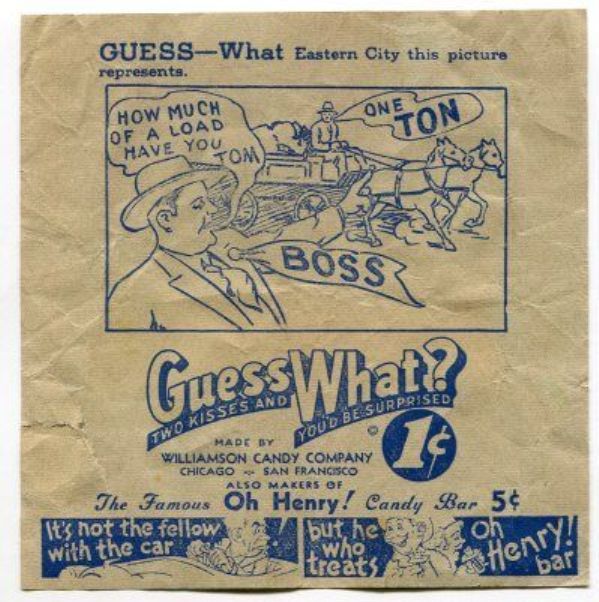 GUESS—What Eastern City this picture
represents.
HOW MUCH
OF A LOAD
HAVE YOU
TOM
ONE
TON
BOSS
Guess What?
TWO KISSES AND YOU'D BE SURPRISED
©
1¢
MADE BY
WILLIAMSON CANDY COMPANY
CHICAGO ~ SAN FRANCISCO
ALSO MAKERS OF
The Famous Oh Henry! Candy Bar 5¢
It's not the fellow
with the car
but he
who
treats
Oh
Henry!
bar